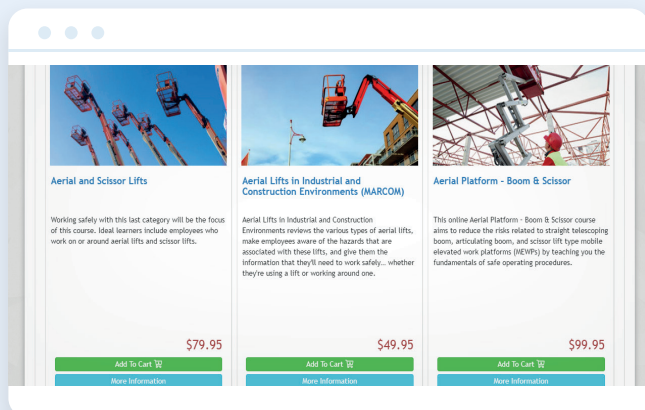 Aerial and Scissor Lifts
Working safely with this last category will be the focus
of this course. Ideal learners include employees who
work on or around aerial lifts and scissor lifts.
$79.95
Add To Cart
More Information
Aerial Lifts in Industrial and
Construction Environments (MARCOM)
Aerial Lifts in Industrial and Construction
Environments reviews the various types of aerial lifts,
make employees aware of the hazards that are
associated with these lifts, and give them the
information that they'll need to work safely... whether
they're using a lift or working around one.
$49.95
Add To Cart
More Information
Aerial Platform - Boom & Scissor
This online Aerial Platform - Boom & Scissor course
aims to reduce the risks related to straight telescoping
boom, articulating boom, and scissor lift type mobile
elevated work platforms (MEWPs) by teaching you the
fundamentals of safe operating procedures.
$99.95
Add To Cart
More Information